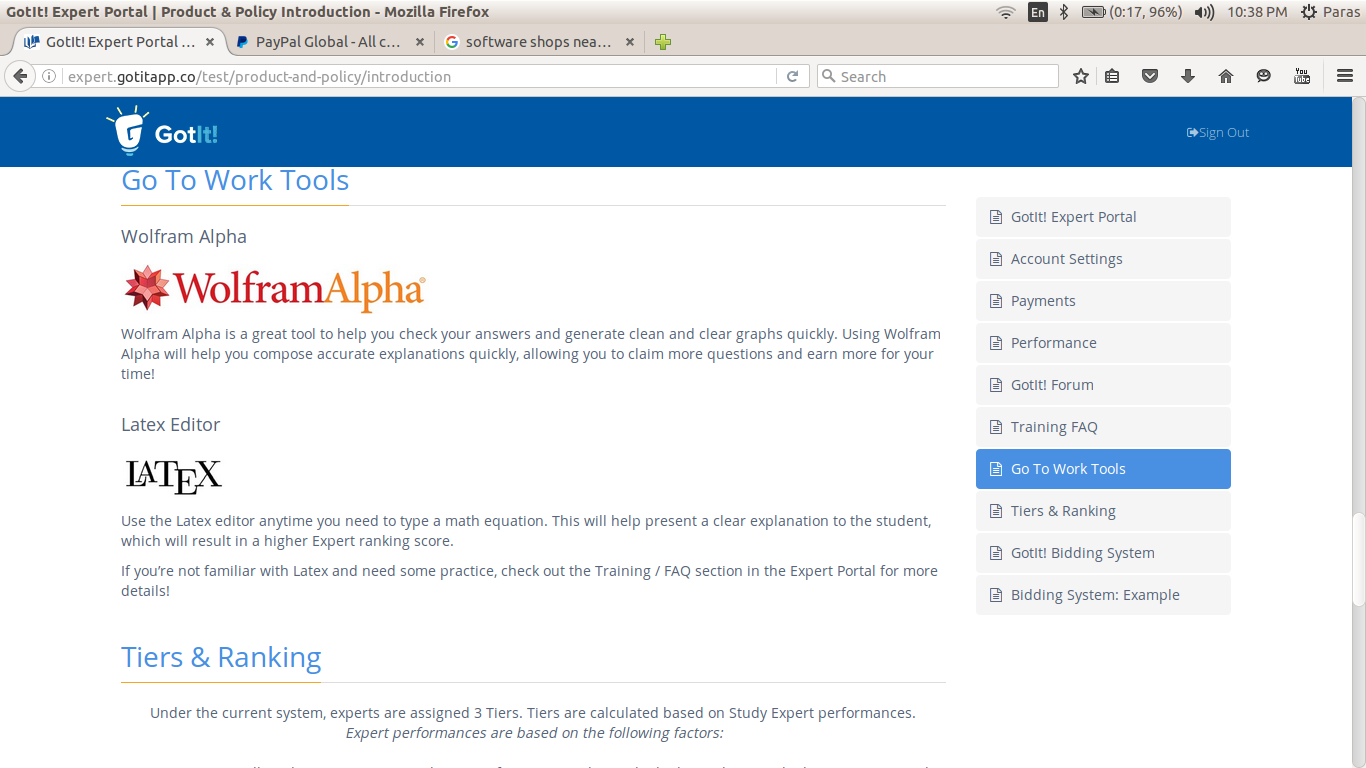 GotIt! Expert Portal | Product & Policy Introduction - Mozilla Firefox
En
(0:17, 96%)
10:38 PM
Paras
GotIt! Expert Portal ...
PayPal Global - All c...
software shops nea...
expert.gotitapp.co/test/product-and-policy/introduction
Search
You Tube
GotIt!
Sign Out
Go To Work Tools
Wolfram Alpha
WolframAlpha
Wolfram Alpha is a great tool to help you check your answers and generate clean and clear graphs quickly. Using Wolfram
Alpha will help you compose accurate explanations quickly, allowing you to claim more questions and earn more for your
time!
Latex Editor
LATEX
Use the Latex editor anytime you need to type a math equation. This will help present a clear explanation to the student,
which will result in a higher Expert ranking score.
If you’re not familiar with Latex and need some practice, check out the Training / FAQ section in the Expert Portal for more
details!
Tiers & Ranking
Under the current system, experts are assigned 3 Tiers. Tiers are calculated based on Study Expert performances.
Expert performances are based on the following factors:
GotIt! Expert Portal
Account Settings
Payments
Performance
GotIt! Forum
Training FAQ
Go To Work Tools
Tiers & Ranking
GotIt! Bidding System
Bidding System: Example